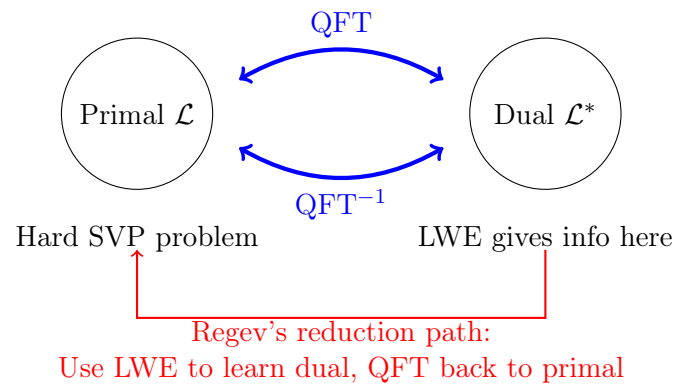 QFT
Primal 𝓛
Dual 𝓛*
QFT⁻¹
Hard SVP problem
LWE gives info here
Regev's reduction path:
Use LWE to learn dual, QFT back to primal